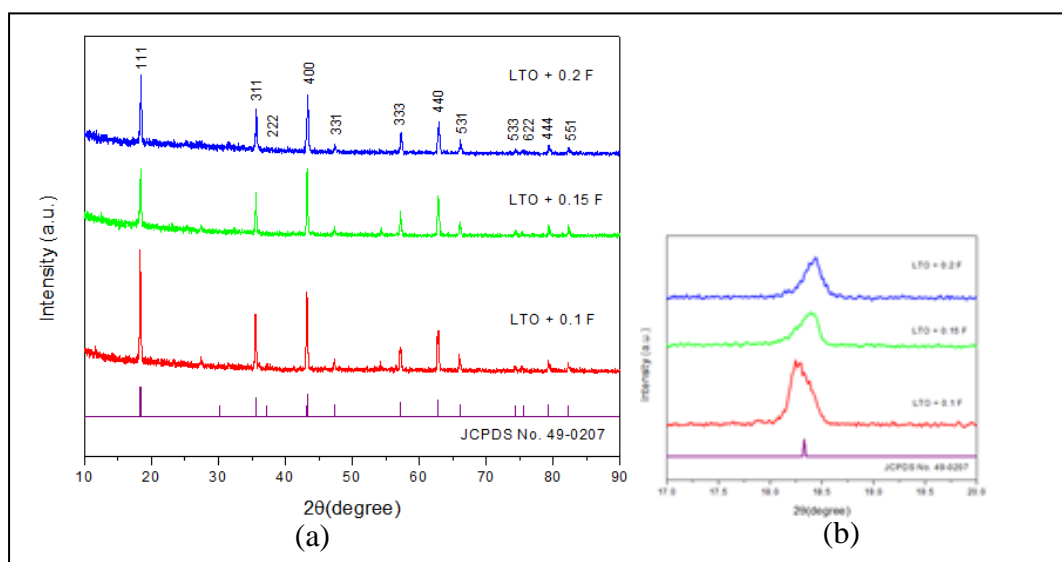 111
311
222
400
331
333
440
531
533
622
444
551
LTO + 0.2 F
LTO + 0.15 F
LTO + 0.1 F
JCPDS No. 49-0207
Intensity (a.u.)
10 20 30 40 50 60 70 80 90
2θ(degree)
(a)
LTO + 0.2 F
LTO + 0.15 F
LTO + 0.1 F
JCPDS No. 49-0207
Intensity (a.u.)
17.0 17.5 18.0 18.5 19.0 19.5 20.0
2θ(degree)
(b)